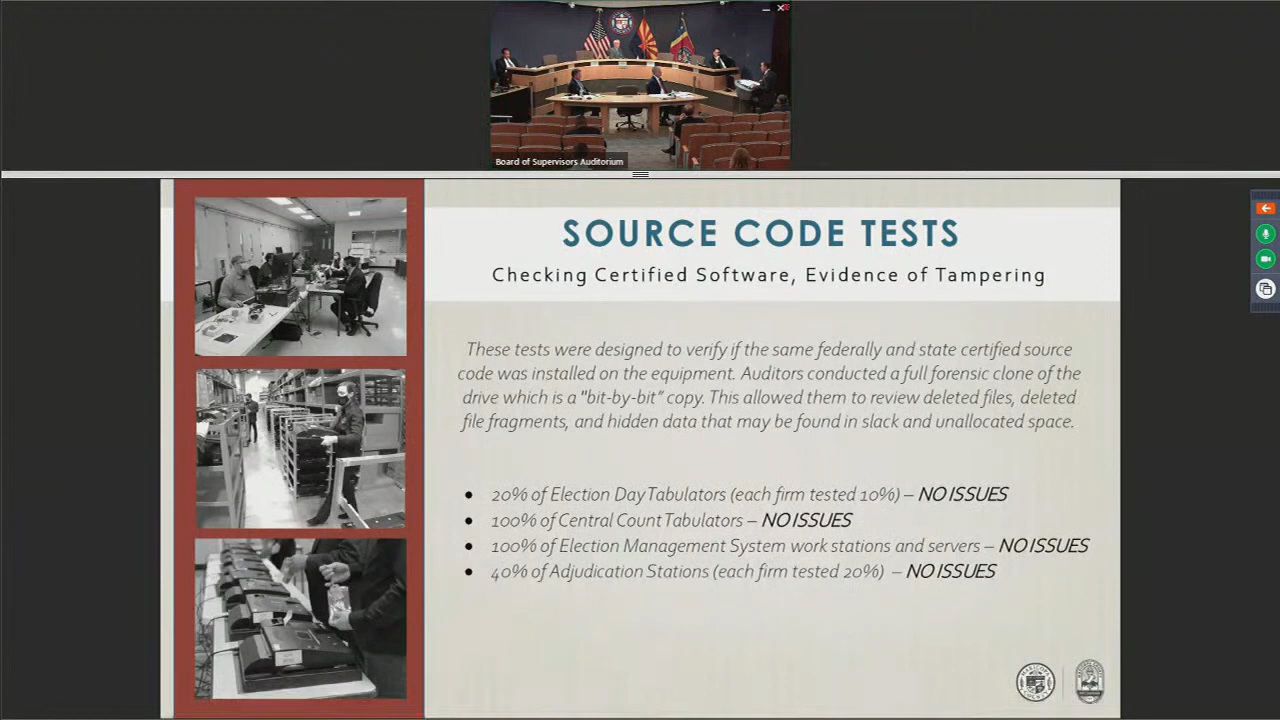 Board of Supervisors Auditorium
SOURCE CODE TESTS
Checking Certified Software, Evidence of Tampering
These tests were designed to verify if the same federally and state certified source
code was installed on the equipment. Auditors conducted a full forensic clone of the
drive which is a "bit-by-bit" copy. This allowed them to review deleted files, deleted
file fragments, and hidden data that may be found in slack and unallocated space.
• 20% of Election Day Tabulators (each firm tested 10%) – NO ISSUES
• 100% of Central Count Tabulators – NO ISSUES
• 100% of Election Management System work stations and servers – NO ISSUES
• 40% of Adjudication Stations (each firm tested 20%) – NO ISSUES